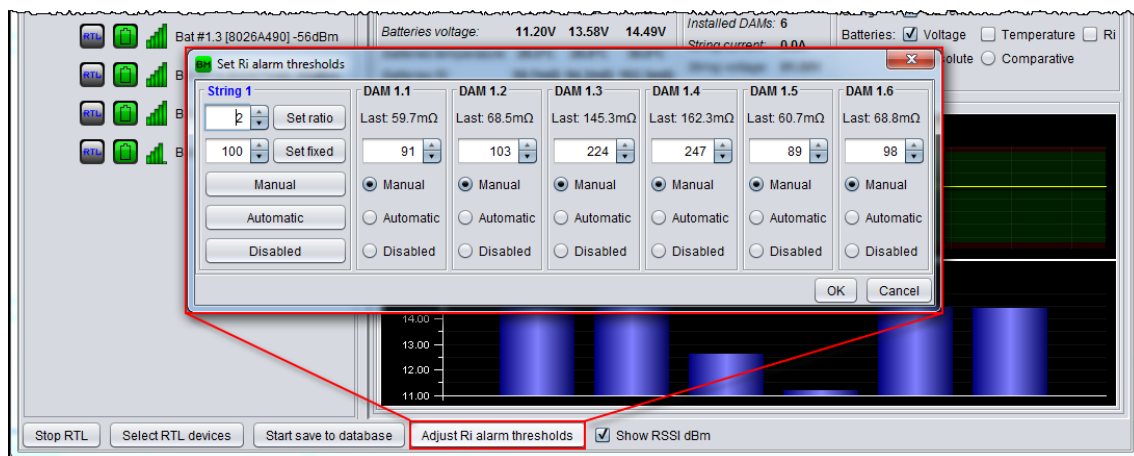 RTL Bat #1.3 [8026A490] -56dBm
Batteries voltage: 11.20V 13.58V 14.49V
Installed DAMs: 6
String current: 0.0A
Batteries: Voltage Temperature Ri
Comparative
RTL
RTL
RTL
BM Set Ri alarm thresholds
String 1 DAM 1.1 DAM 1.2 DAM 1.3 DAM 1.4 DAM 1.5 DAM 1.6
2 Set ratio Last: 59.7mΩ Last: 68.5mΩ Last: 145.3mΩ Last: 162.3mΩ Last: 60.7mΩ Last: 68.8mΩ
100 Set fixed 91 103 224 247 89 98
Manual Manual Manual Manual Manual Manual Manual
Automatic Automatic Automatic Automatic Automatic Automatic Automatic
Disabled Disabled Disabled Disabled Disabled Disabled Disabled
OK Cancel
14.00
13.00
12.00
11.00
Stop RTL Select RTL devices Start save to database Adjust Ri alarm thresholds Show RSSI dBm